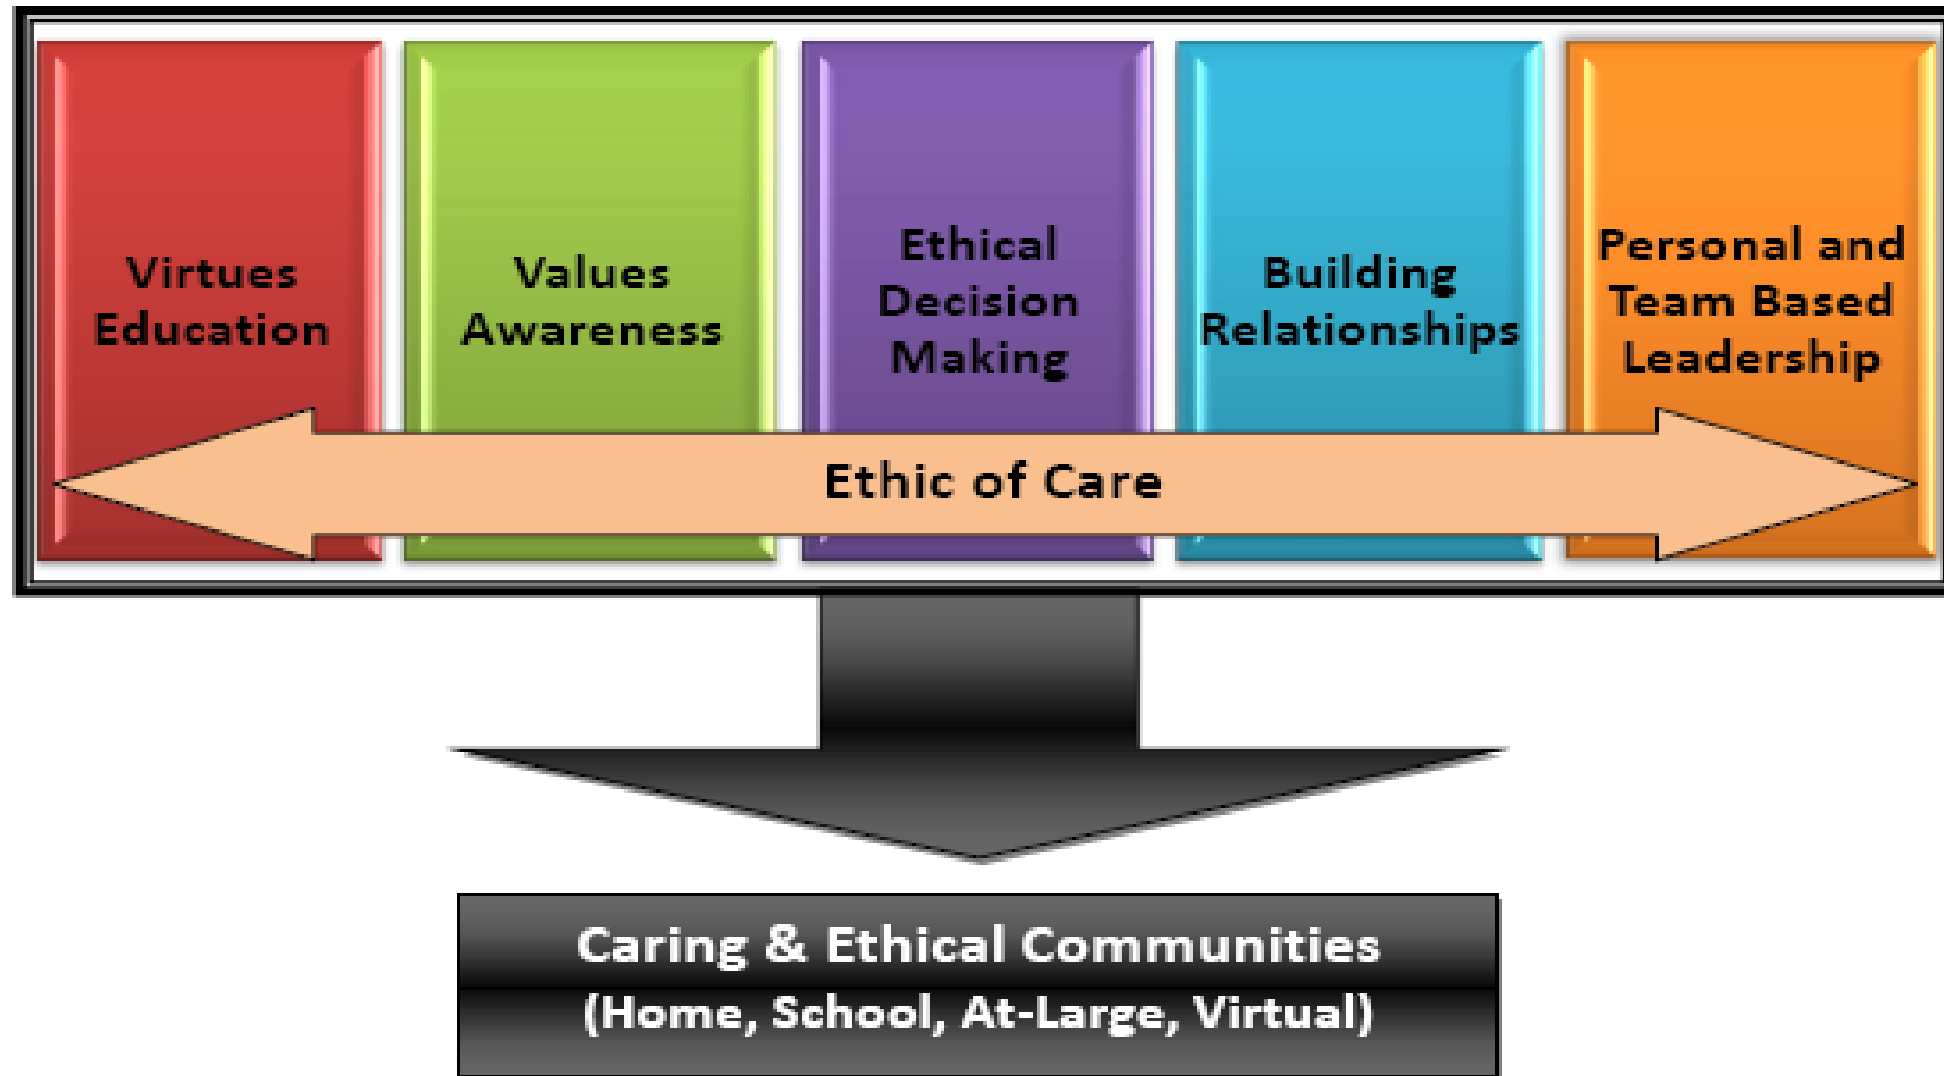 Virtues
Education
Values
Awareness
Ethical
Decision
Making
Building
Relationships
Personal and
Team Based
Leadership
Ethic of Care
Caring & Ethical Communities
(Home, School, At-Large, Virtual)